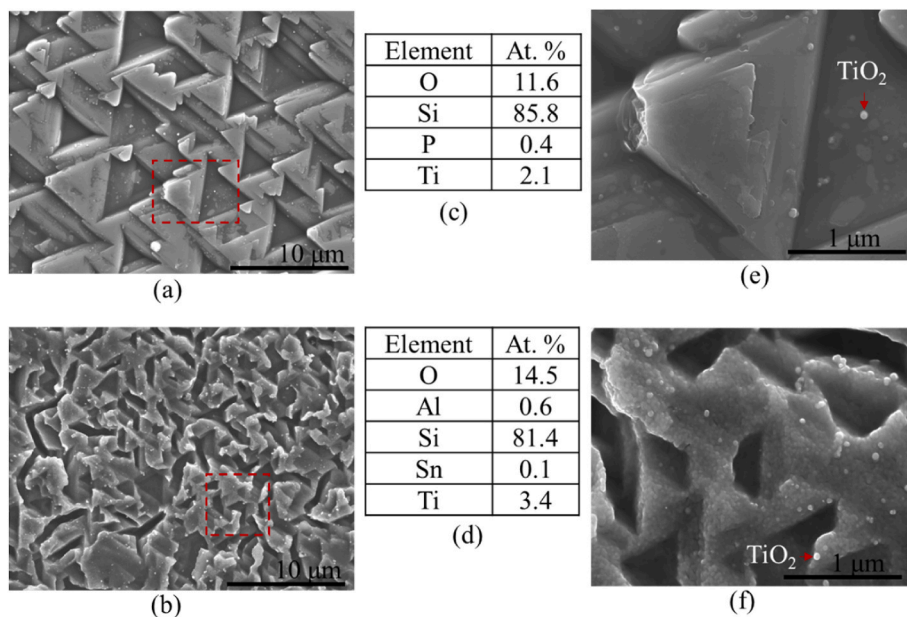 10 μm
(a)
Element At. %
O 11.6
Si 85.8
P 0.4
Ti 2.1
(c)
TiO₂
1 μm
(e)
10 μm
(b)
Element At. %
O 14.5
Al 0.6
Si 81.4
Sn 0.1
Ti 3.4
(d)
TiO₂
1 μm
(f)